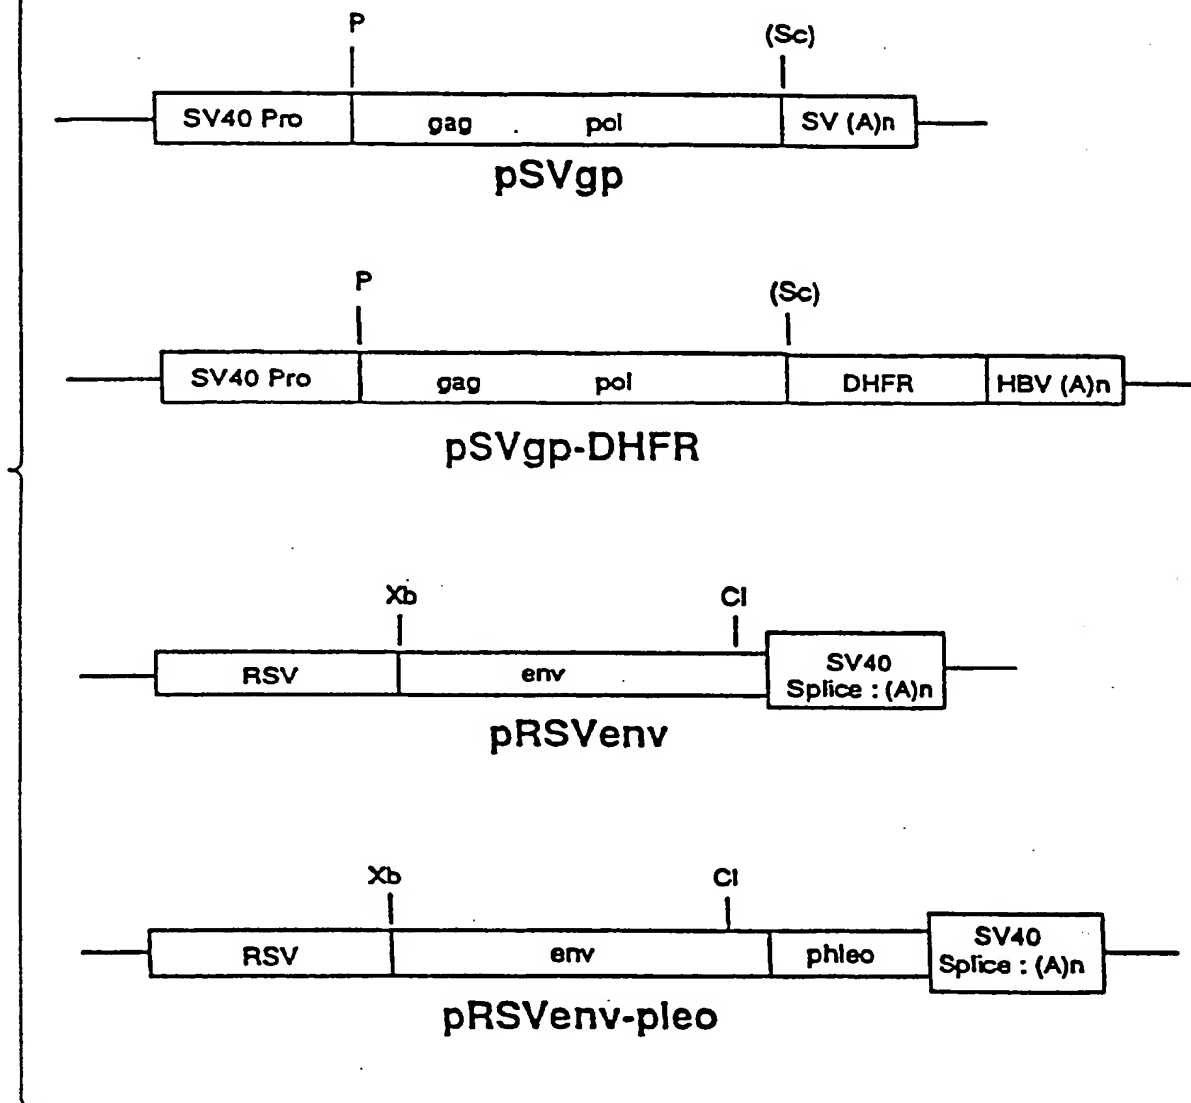 P (Sc)
SV40 Pro gag pol SV (A)n
pSVgp
P (Sc)
SV40 Pro gag pol DHFR HBV (A)n
pSVgp-DHFR
Xb Cl
RSV env SV40
Splice : (A)n
pRSVenv
Xb Cl
RSV env phleo SV40
Splice : (A)n
pRSVenv-pleo